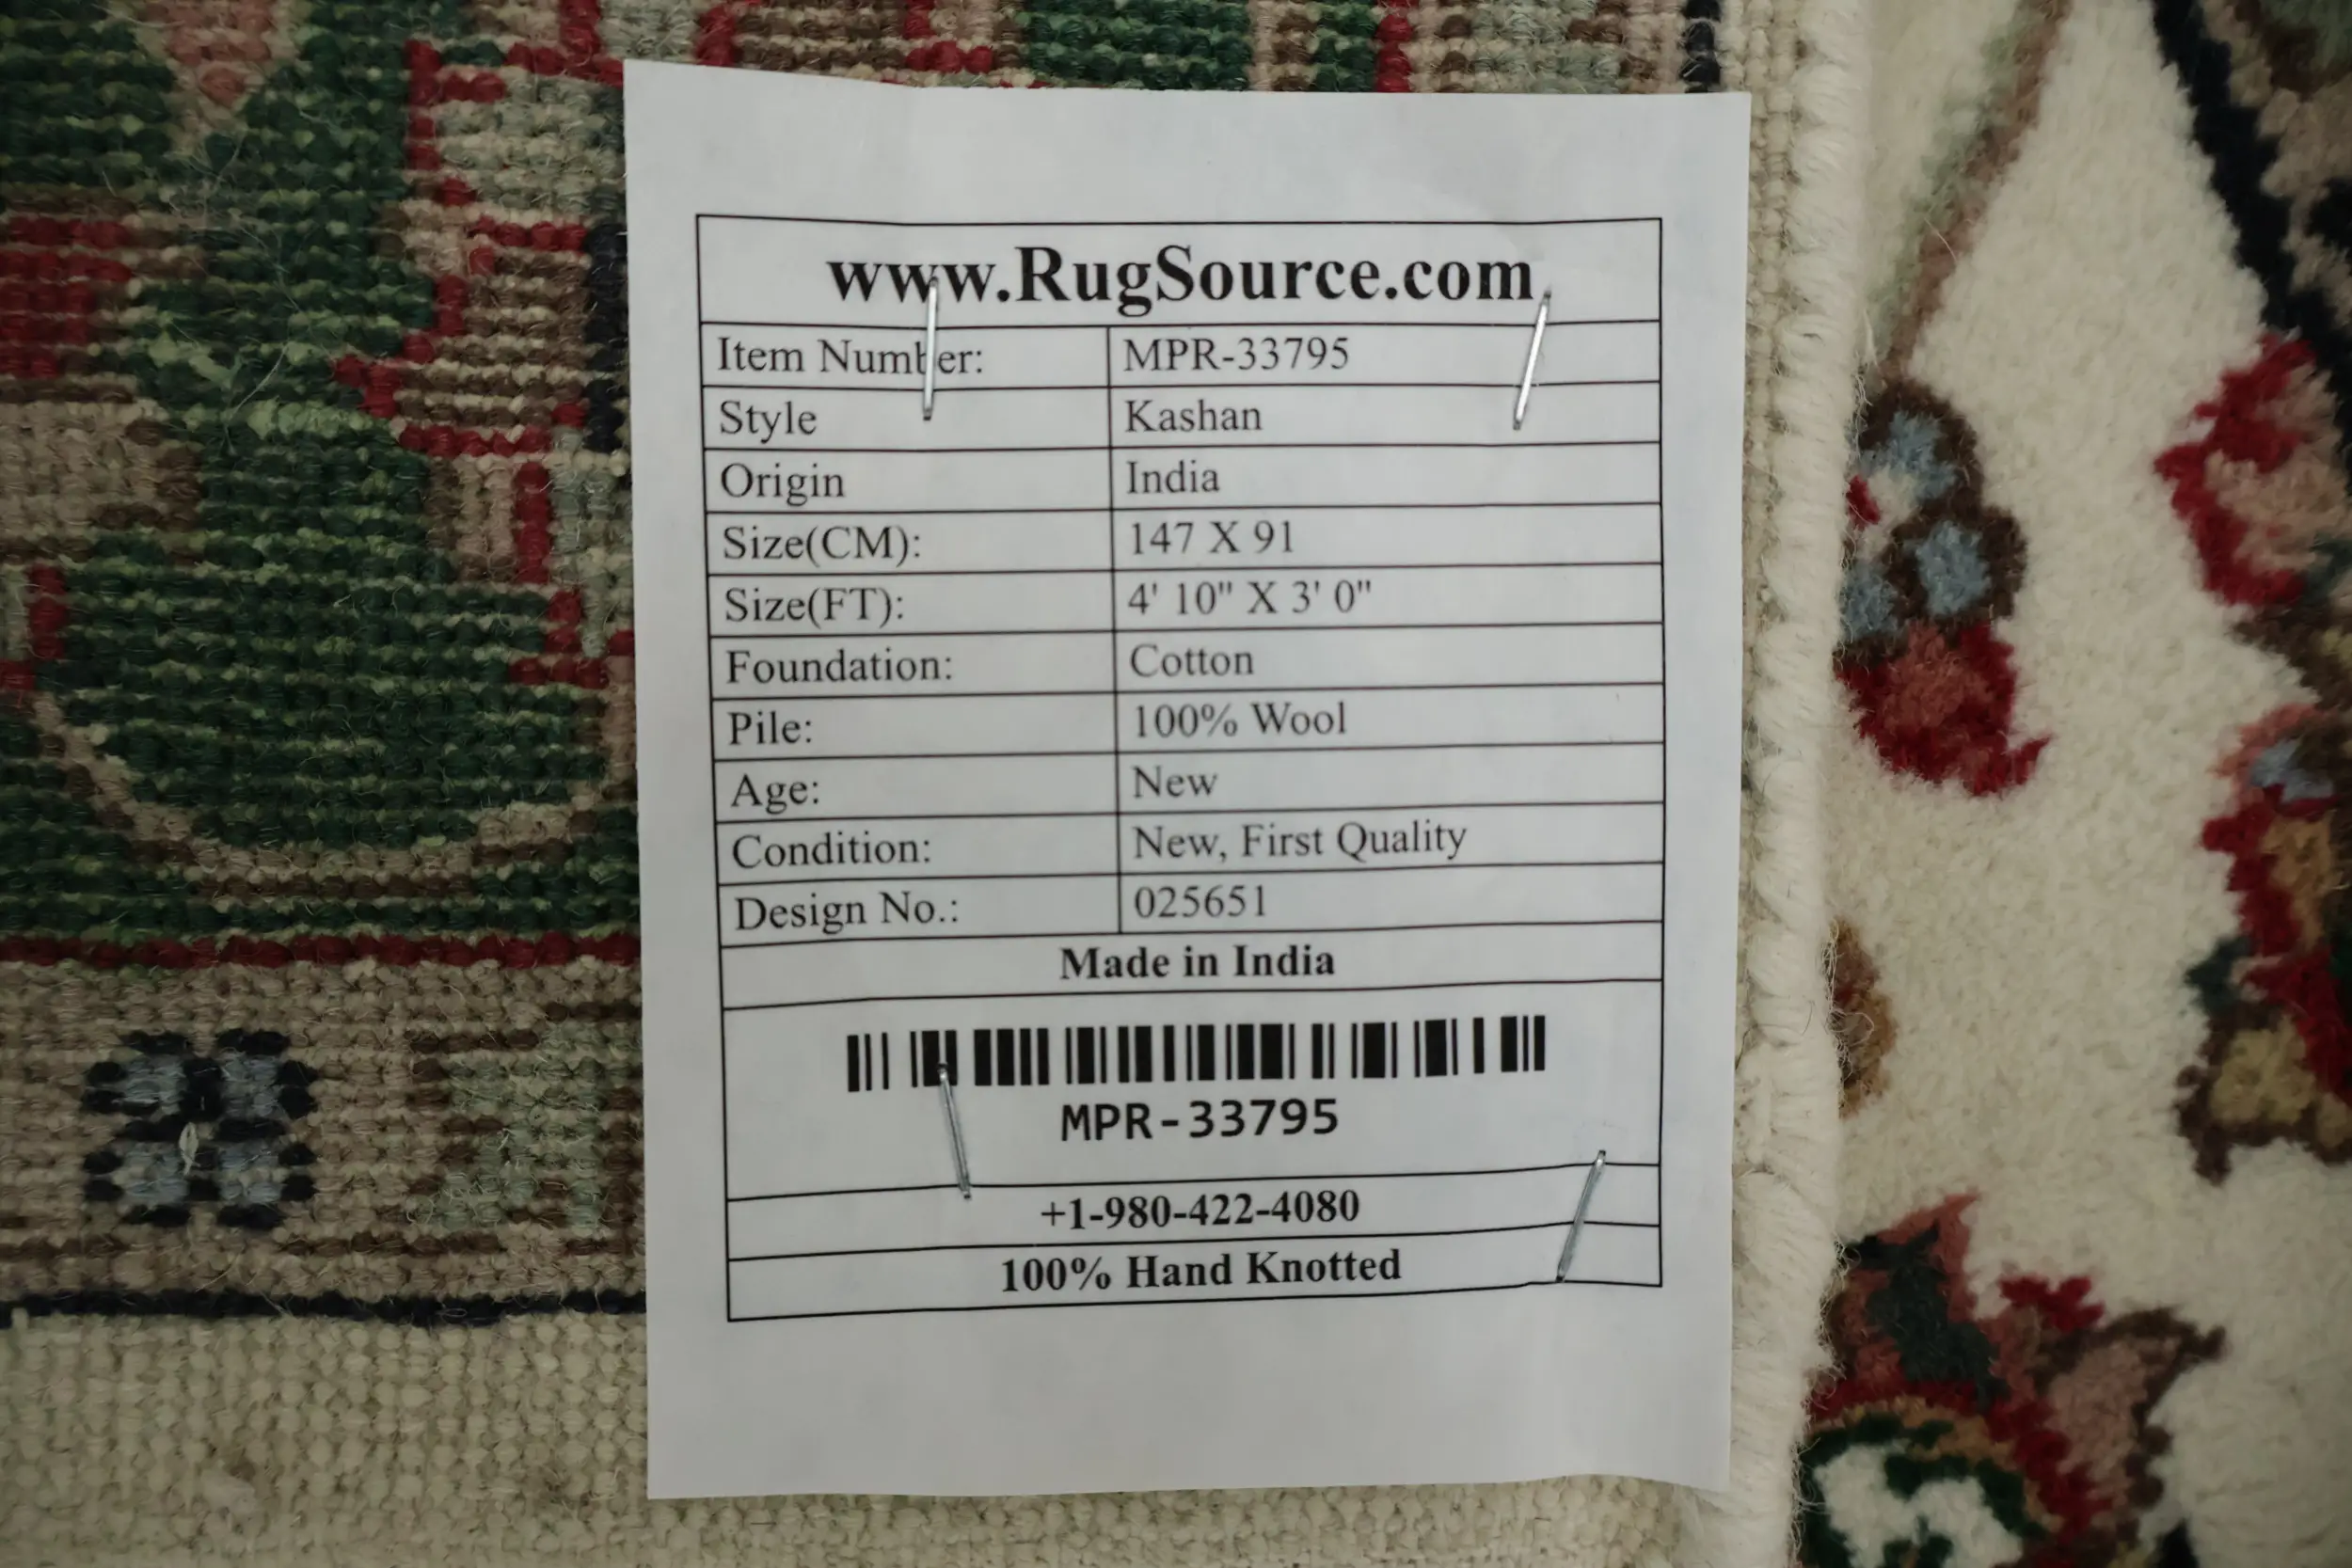 www.RugSource.com
Item Number: MPR-33795
Style Kashan
Origin India
Size(CM): 147 X 91
Size(FT): 4' 10" X 3' 0"
Foundation: Cotton
Pile: 100% Wool
Age: New
Condition: New, First Quality
Design No.: 025651
Made in India
MPR-33795
+1-980-422-4080
100% Hand Knotted